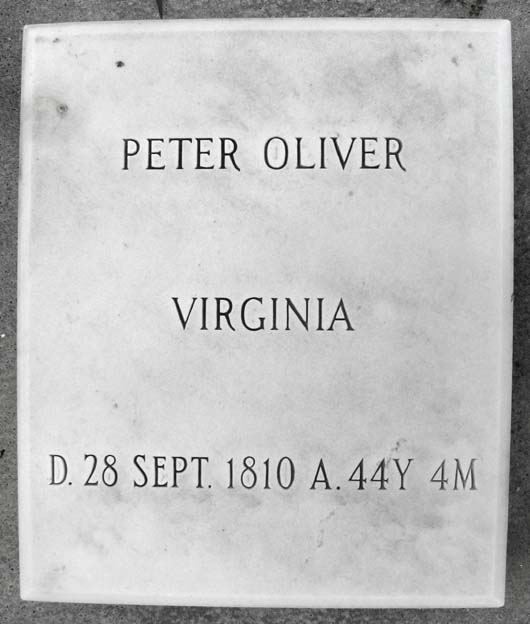 PETER OLIVER
VIRGINIA
D. 28 SEPT. 1810 A. 44Y 4M